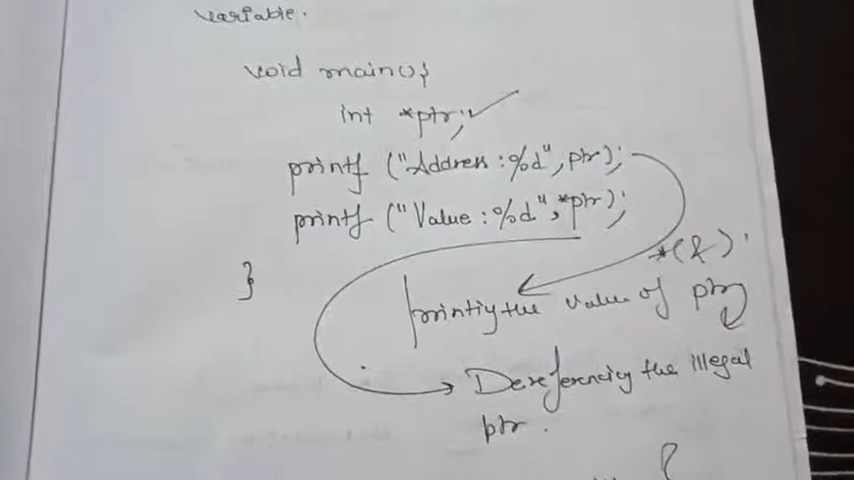 variable.
void main(){
int *ptr;
printf ("Address :%d", ptr);
printf ("Value :%d", *ptr);
}
*(&)
printing the value of ptr
Dereferencing the illegal
ptr.